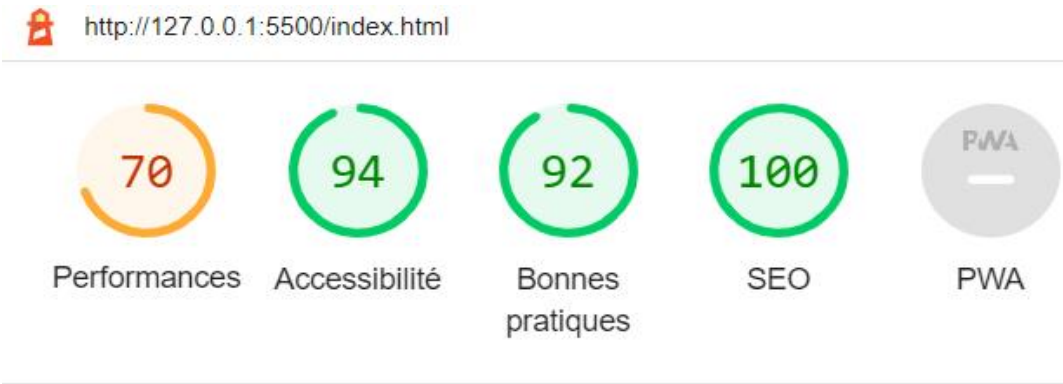 http://127.0.0.1:5500/index.html
70 94 92 100 PWA
Performances Accessibilité Bonnes pratiques SEO PWA